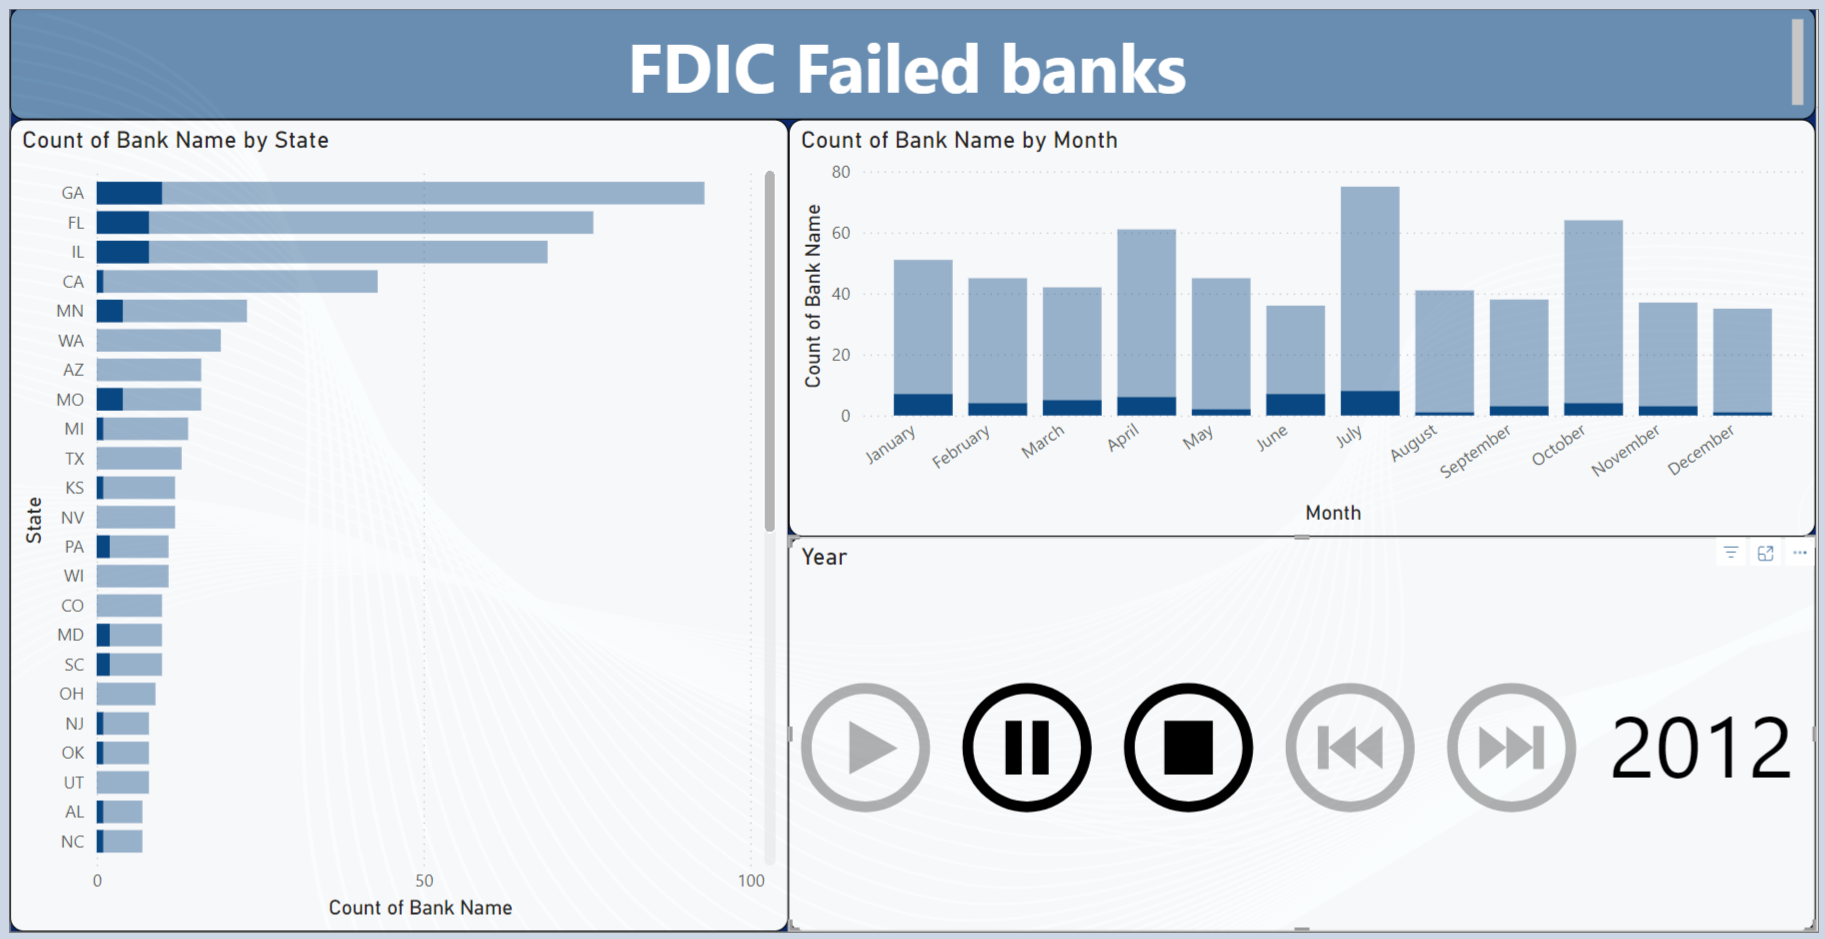 FDIC Failed banks
Count of Bank Name by State
State
GA
FL
IL
CA
MN
WA
AZ
MO
MI
TX
KS
NV
PA
WI
CO
MD
SC
OH
NJ
OK
UT
AL
NC
0 50 100
Count of Bank Name
Count of Bank Name by Month
Count of Bank Name
80
60
40
20
0
January February March April May June July August September October November December
Month
Year
2012